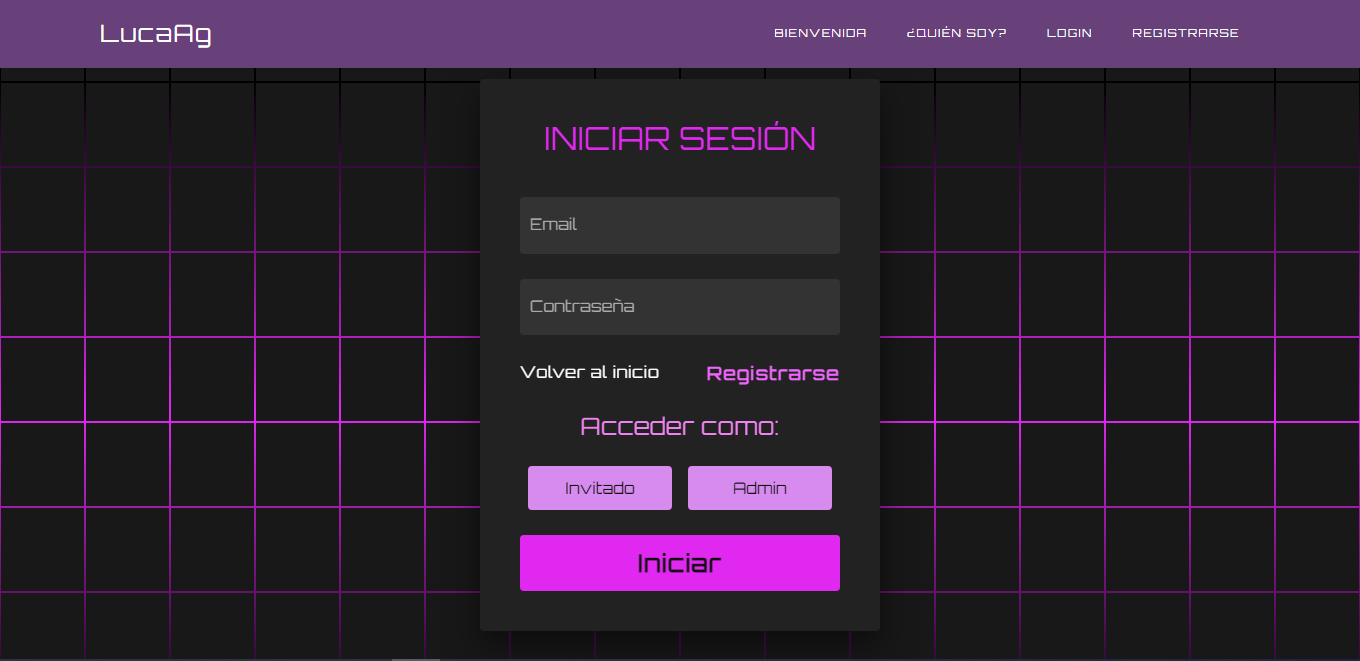 LucaAg
BIENVENIDA ¿QUIÉN SOY? LOGIN REGISTRARSE
INICIAR SESIÓN
Email
Contraseña
Volver al inicio Registrarse
Acceder como:
Invitado Admin
Iniciar